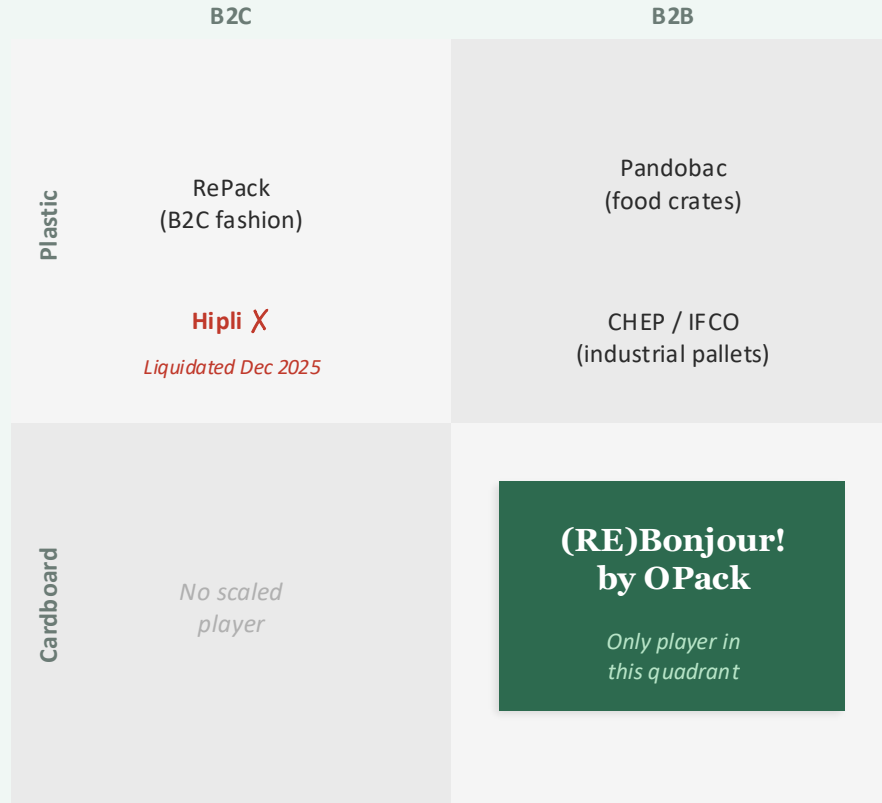 B2C
B2B
Plastic
RePack
(B2C fashion)
Hipli ✗
Liquidated Dec 2025
Pandobac
(food crates)
CHEP / IFCO
(industrial pallets)
Cardboard
No scaled
player
(RE)Bonjour!
by OPack
Only player in
this quadrant